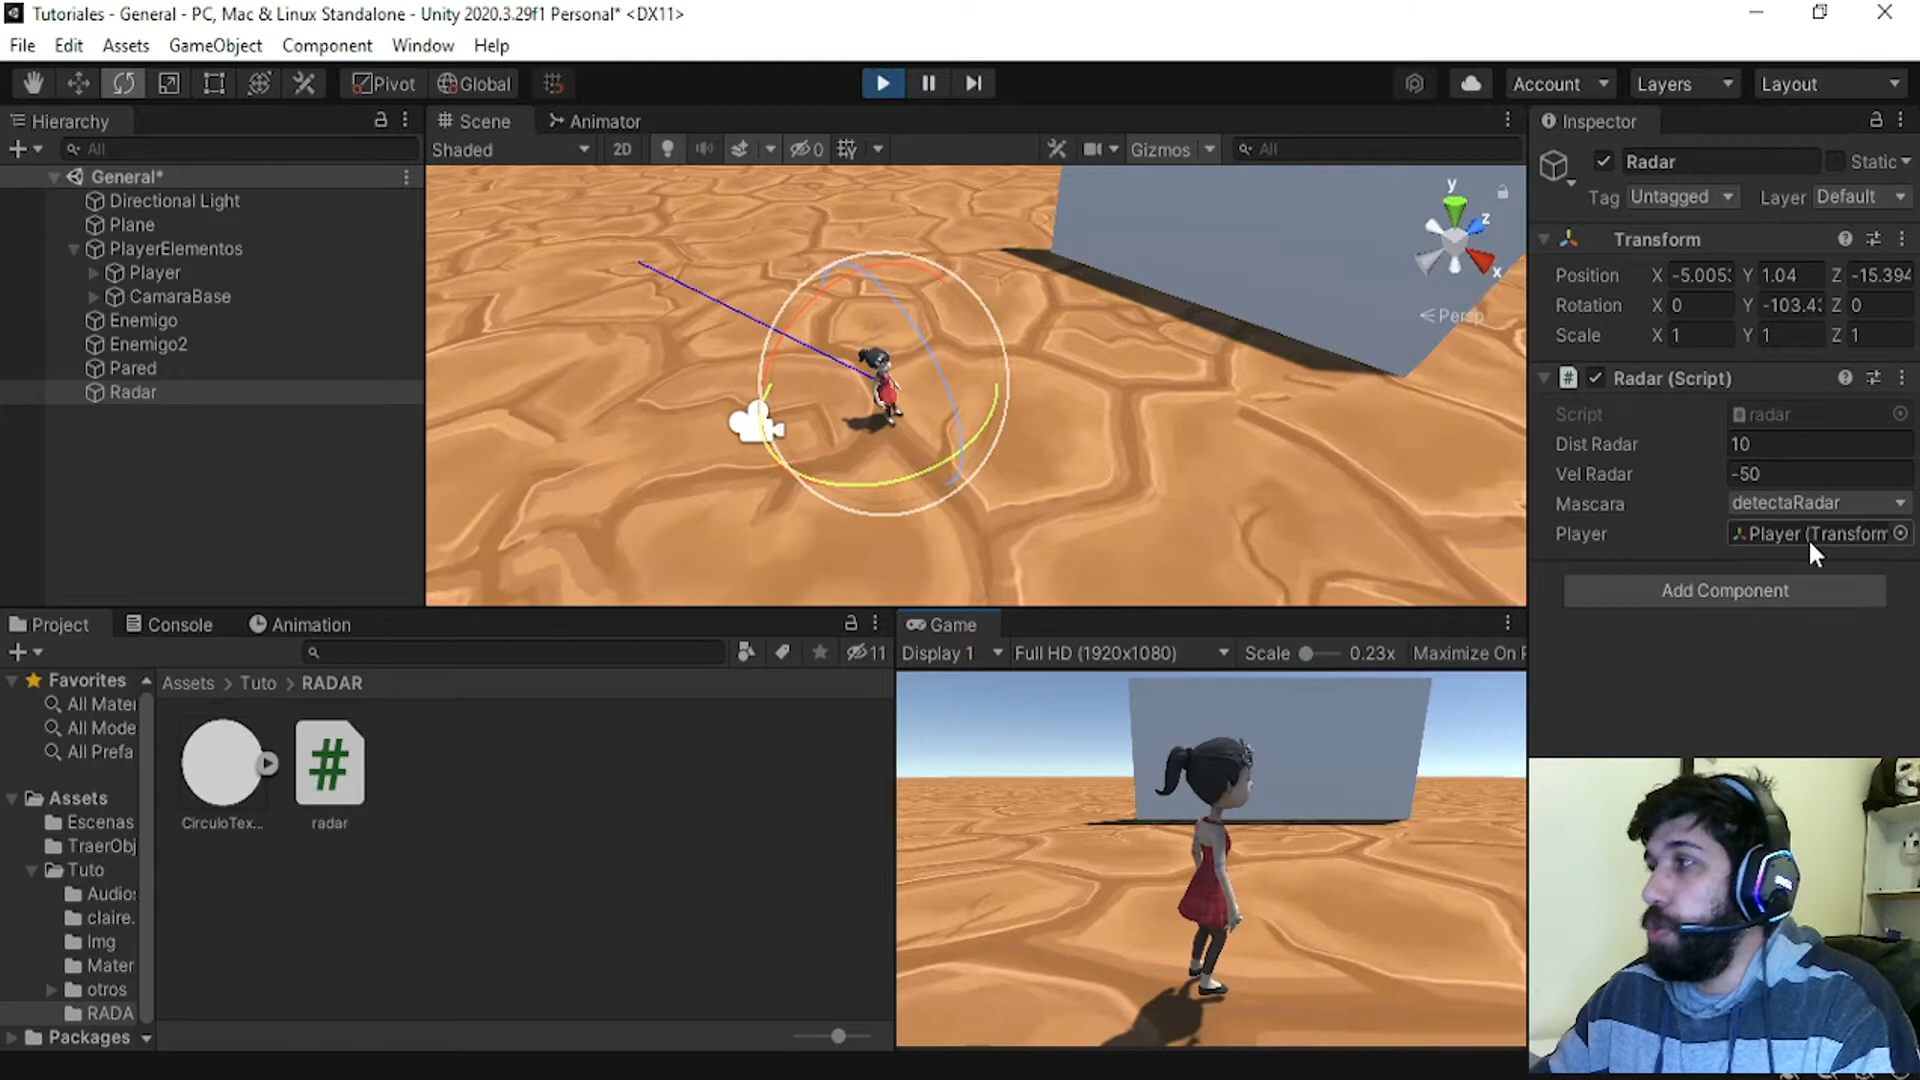 Tutoriales - General - PC, Mac & Linux Standalone - Unity 2020.3.29f1 Personal* <DX11>
File Edit Assets GameObject Component Window Help
Pivot Global Account Layers Layout
Hierarchy
All
General*
Directional Light
Plane
PlayerElementos
Player
CamaraBase
Enemigo
Enemigo2
Pared
Radar
Scene Animator
Shaded 2D 0 Gizmos All
y
z
x
Persp
Inspector
Radar Static
Tag Untagged Layer Default
Transform
Position X -5.005: Y 1.04 Z -15.394
Rotation X 0 Y -103.4: Z 0
Scale X 1 Y 1 Z 1
# Radar (Script)
Script radar
Dist Radar 10
Vel Radar -50
Mascara detectaRadar
Player Player (Transform
Add Component
Project Console Animation
11
Favorites
All Mater
All Mode
All Prefa
Assets
Escenas
TraerObj
Tuto
Audio:
claire.
Img
Mater
otros
RADA
Packages
Assets > Tuto > RADAR
CirculoTex...
#
radar
Game
Display 1 Full HD (1920x1080) Scale 0.23x Maximize On P